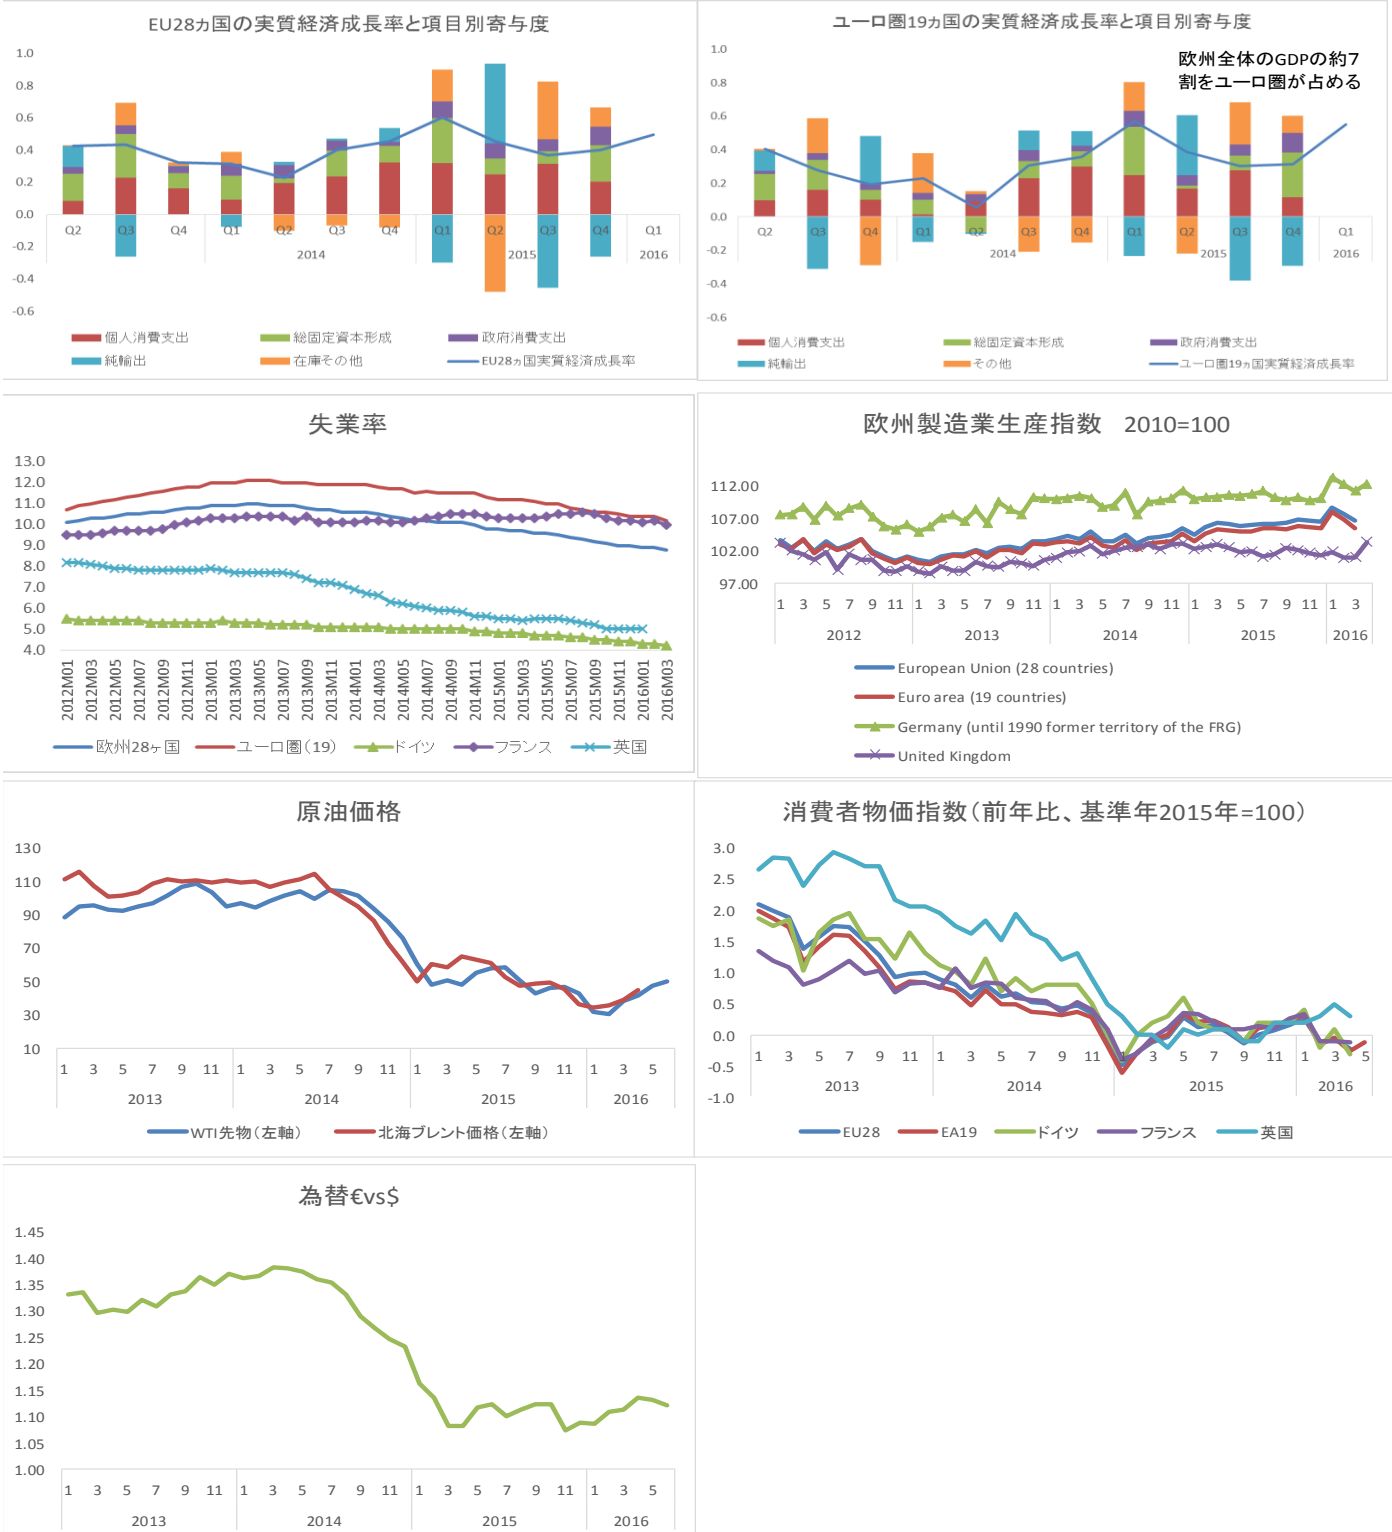 EU28ヵ国の実質経済成長率と項目別寄与度
1.0
0.8
0.6
0.4
0.2
0.0
-0.2
-0.4
-0.6
Q2 Q3 Q4 Q1 Q2 Q3 Q4 Q1 Q2 Q3 Q4 Q1
2014 2015 2016
個人消費支出 総固定資本形成 政府消費支出
純輸出 在庫その他 EU28ヵ国実質経済成長率
ユーロ圏19ヵ国の実質経済成長率と項目別寄与度
欧州全体のGDPの約7
割をユーロ圏が占める
1.0
0.8
0.6
0.4
0.2
0.0
-0.2
-0.4
-0.6
Q2 Q3 Q4 Q1 Q2 Q3 Q4 Q1 Q2 Q3 Q4 Q1
2014 2015 2016
個人消費支出 総固定資本形成 政府消費支出
純輸出 その他 ユーロ圏19ヵ国実質経済成長率
失業率
13.0
12.0
11.0
10.0
9.0
8.0
7.0
6.0
5.0
4.0
2012M01 2012M03 2012M05 2012M07 2012M09 2012M11 2013M01 2013M03 2013M05 2013M07 2013M09 2013M11 2014M01 2014M03 2014M05 2014M07 2014M09 2014M11 2015M01 2015M03 2015M05 2015M07 2015M09 2015M11 2016M01 2016M03
欧州28ヶ国 ユーロ圏(19) ドイツ フランス 英国
欧州製造業生産指数 2010=100
112.00
107.00
102.00
97.00
1 3 5 7 9 11 1 3 5 7 9 11 1 3 5 7 9 11 1 3 5 7 9 11 1 3
2012 2013 2014 2015 2016
European Union (28 countries)
Euro area (19 countries)
Germany (until 1990 former territory of the FRG)
United Kingdom
原油価格
130
110
90
70
50
30
10
1 3 5 7 9 11 1 3 5 7 9 11 1 3 5 7 9 11 1 3 5
2013 2014 2015 2016
WTI先物(左軸) 北海ブレント価格(左軸)
消費者物価指数(前年比、基準年2015年=100)
3.0
2.5
2.0
1.5
1.0
0.5
0.0
-0.5
-1.0
1 3 5 7 9 11 1 3 5 7 9 11 1 3 5 7 9 11 1 3 5
2013 2014 2015 2016
EU28 EA19 ドイツ フランス 英国
為替€vs$
1.45
1.40
1.35
1.30
1.25
1.20
1.15
1.10
1.05
1.00
1 3 5 7 9 11 1 3 5 7 9 11 1 3 5 7 9 11 1 3 5
2013 2014 2015 2016